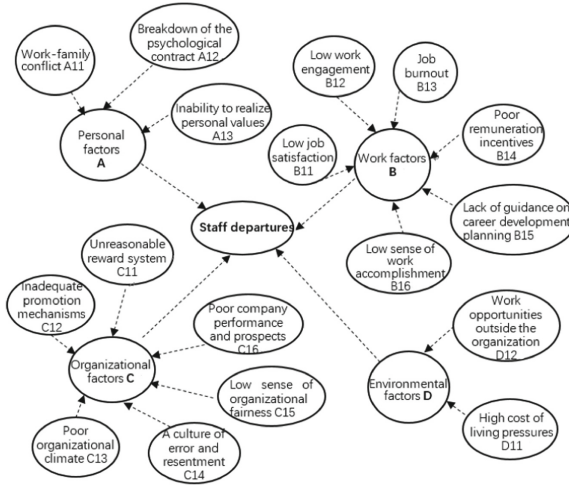 Work-family
conflict A11
Breakdown of the
psychological
contract A12
Inability to realize
personal values
A13
Personal
factors
A
Low work
engagement
B12
Job
burnout
B13
Poor
remuneration
incentives
B14
Low job
satisfaction
B11
Work factors
B
Lack of guidance on
career development
planning B15
Low sense of
work
accomplishment
B16
Staff departures
Unreasonable
reward system
C11
Inadequate
promotion
mechanisms
C12
Poor company
performance
and prospects
C16
Organizational
factors C
Low sense of
organizational
fairness C15
Poor
organizational
climate C13
A culture of
error and
resentment
C14
Work
opportunities
outside the
organization
D12
Environmental
factors D
High cost of
living pressures
D11